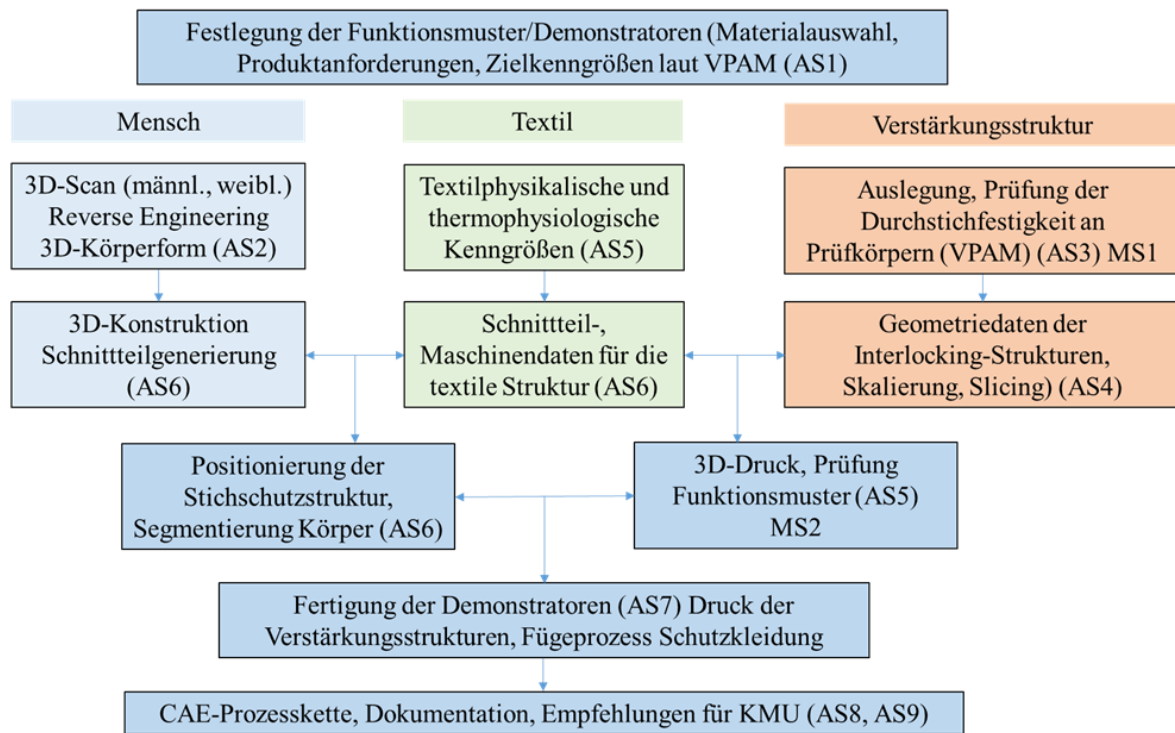 Festlegung der Funktionsmuster/Demonstratoren (Materialauswahl,
Produktanforderungen, Zielkenngrößen laut VPAM (AS1)
Mensch
Textil
Verstärkungsstruktur
3D-Scan (männl., weibl.)
Reverse Engineering
3D-Körperform (AS2)
Textilphysikalische und
thermophysiologische
Kenngrößen (AS5)
Auslegung, Prüfung der
Durchstichfestigkeit an
Prüfkörpern (VPAM) (AS3) MS1
3D-Konstruktion
Schnittteilgenerierung
(AS6)
Schnittteil-,
Maschinendaten für die
textile Struktur (AS6)
Geometriedaten der
Interlocking-Strukturen,
Skalierung, Slicing) (AS4)
Positionierung der
Stichschutzstruktur,
Segmentierung Körper (AS6)
3D-Druck, Prüfung
Funktionsmuster (AS5)
MS2
Fertigung der Demonstratoren (AS7) Druck der
Verstärkungsstrukturen, Fügeprozess Schutzkleidung
CAE-Prozesskette, Dokumentation, Empfehlungen für KMU (AS8, AS9)